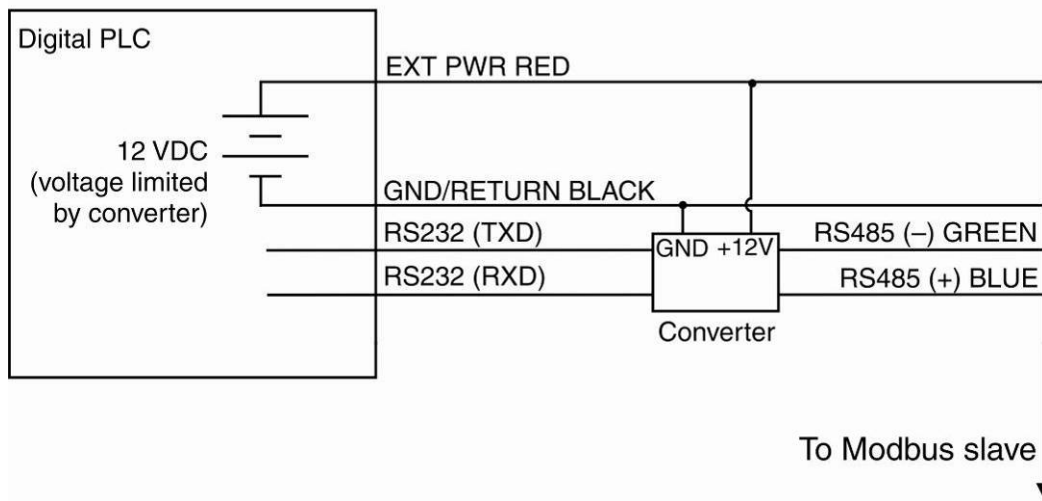 Digital PLC
EXT PWR RED
12 VDC
(voltage limited
by converter)
GND/RETURN BLACK
RS232 (TXD)
GND +12V
RS485 (–) GREEN
RS232 (RXD)
RS485 (+) BLUE
Converter
To Modbus slave